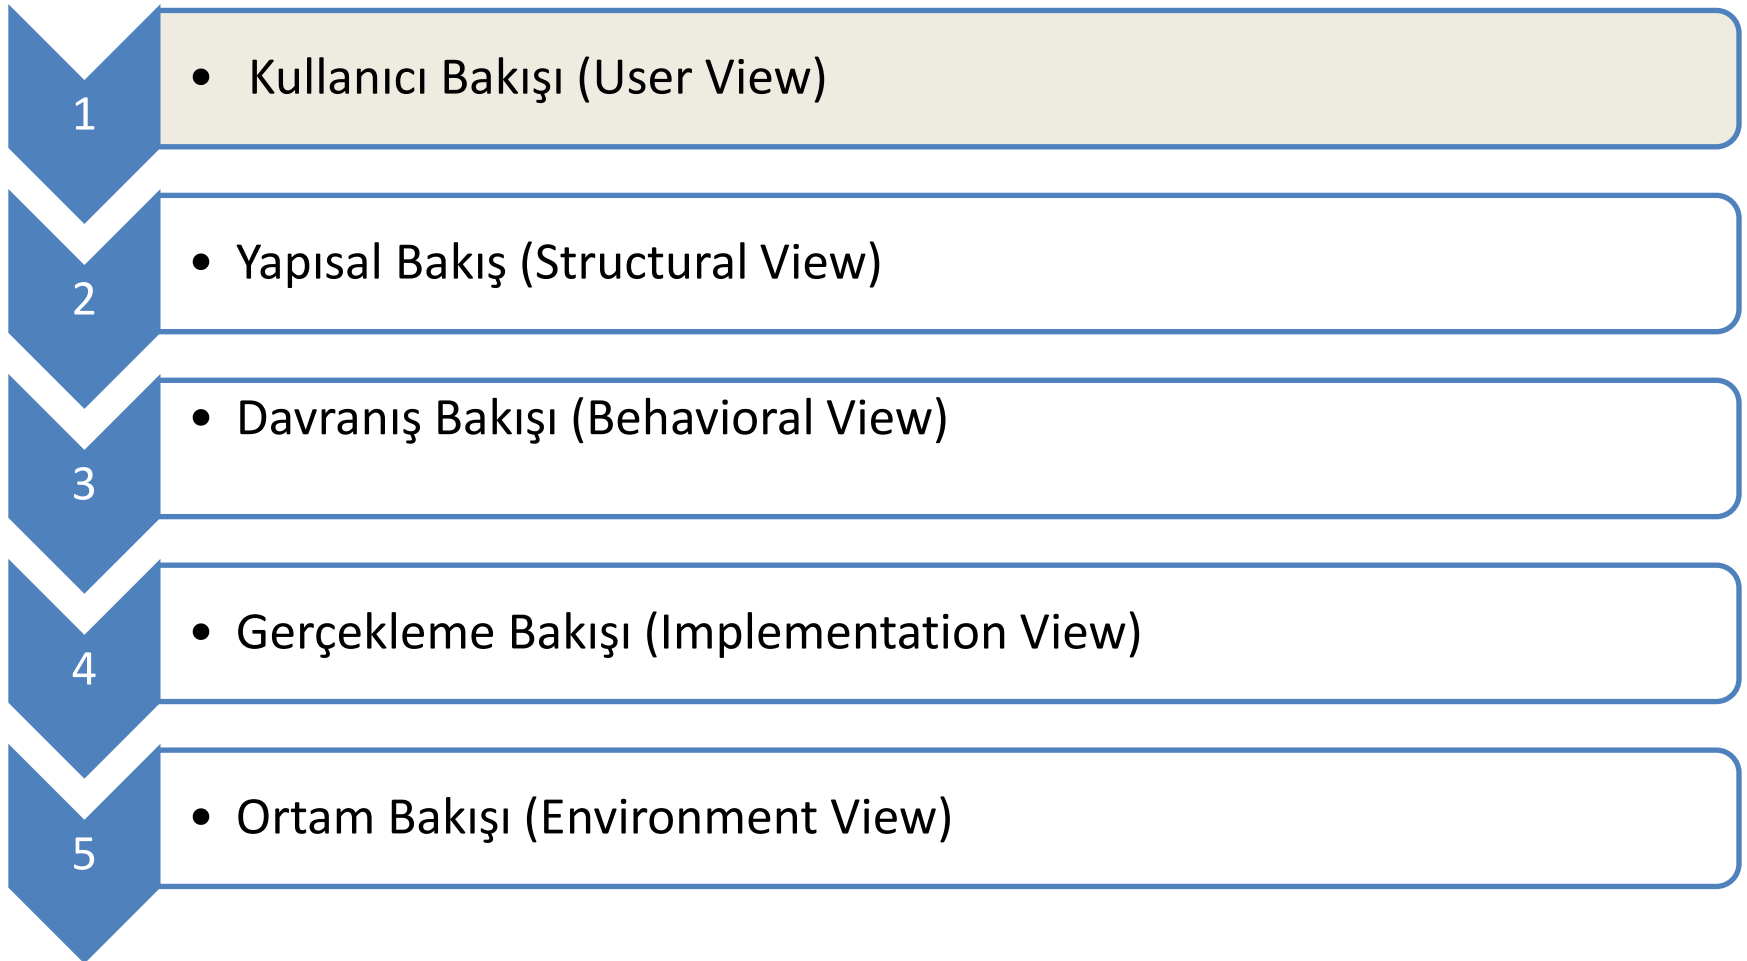 1
• Kullanıcı Bakışı (User View)
2
• Yapısal Bakış (Structural View)
3
• Davranış Bakışı (Behavioral View)
4
• Gerçekleme Bakışı (Implementation View)
5
• Ortam Bakışı (Environment View)